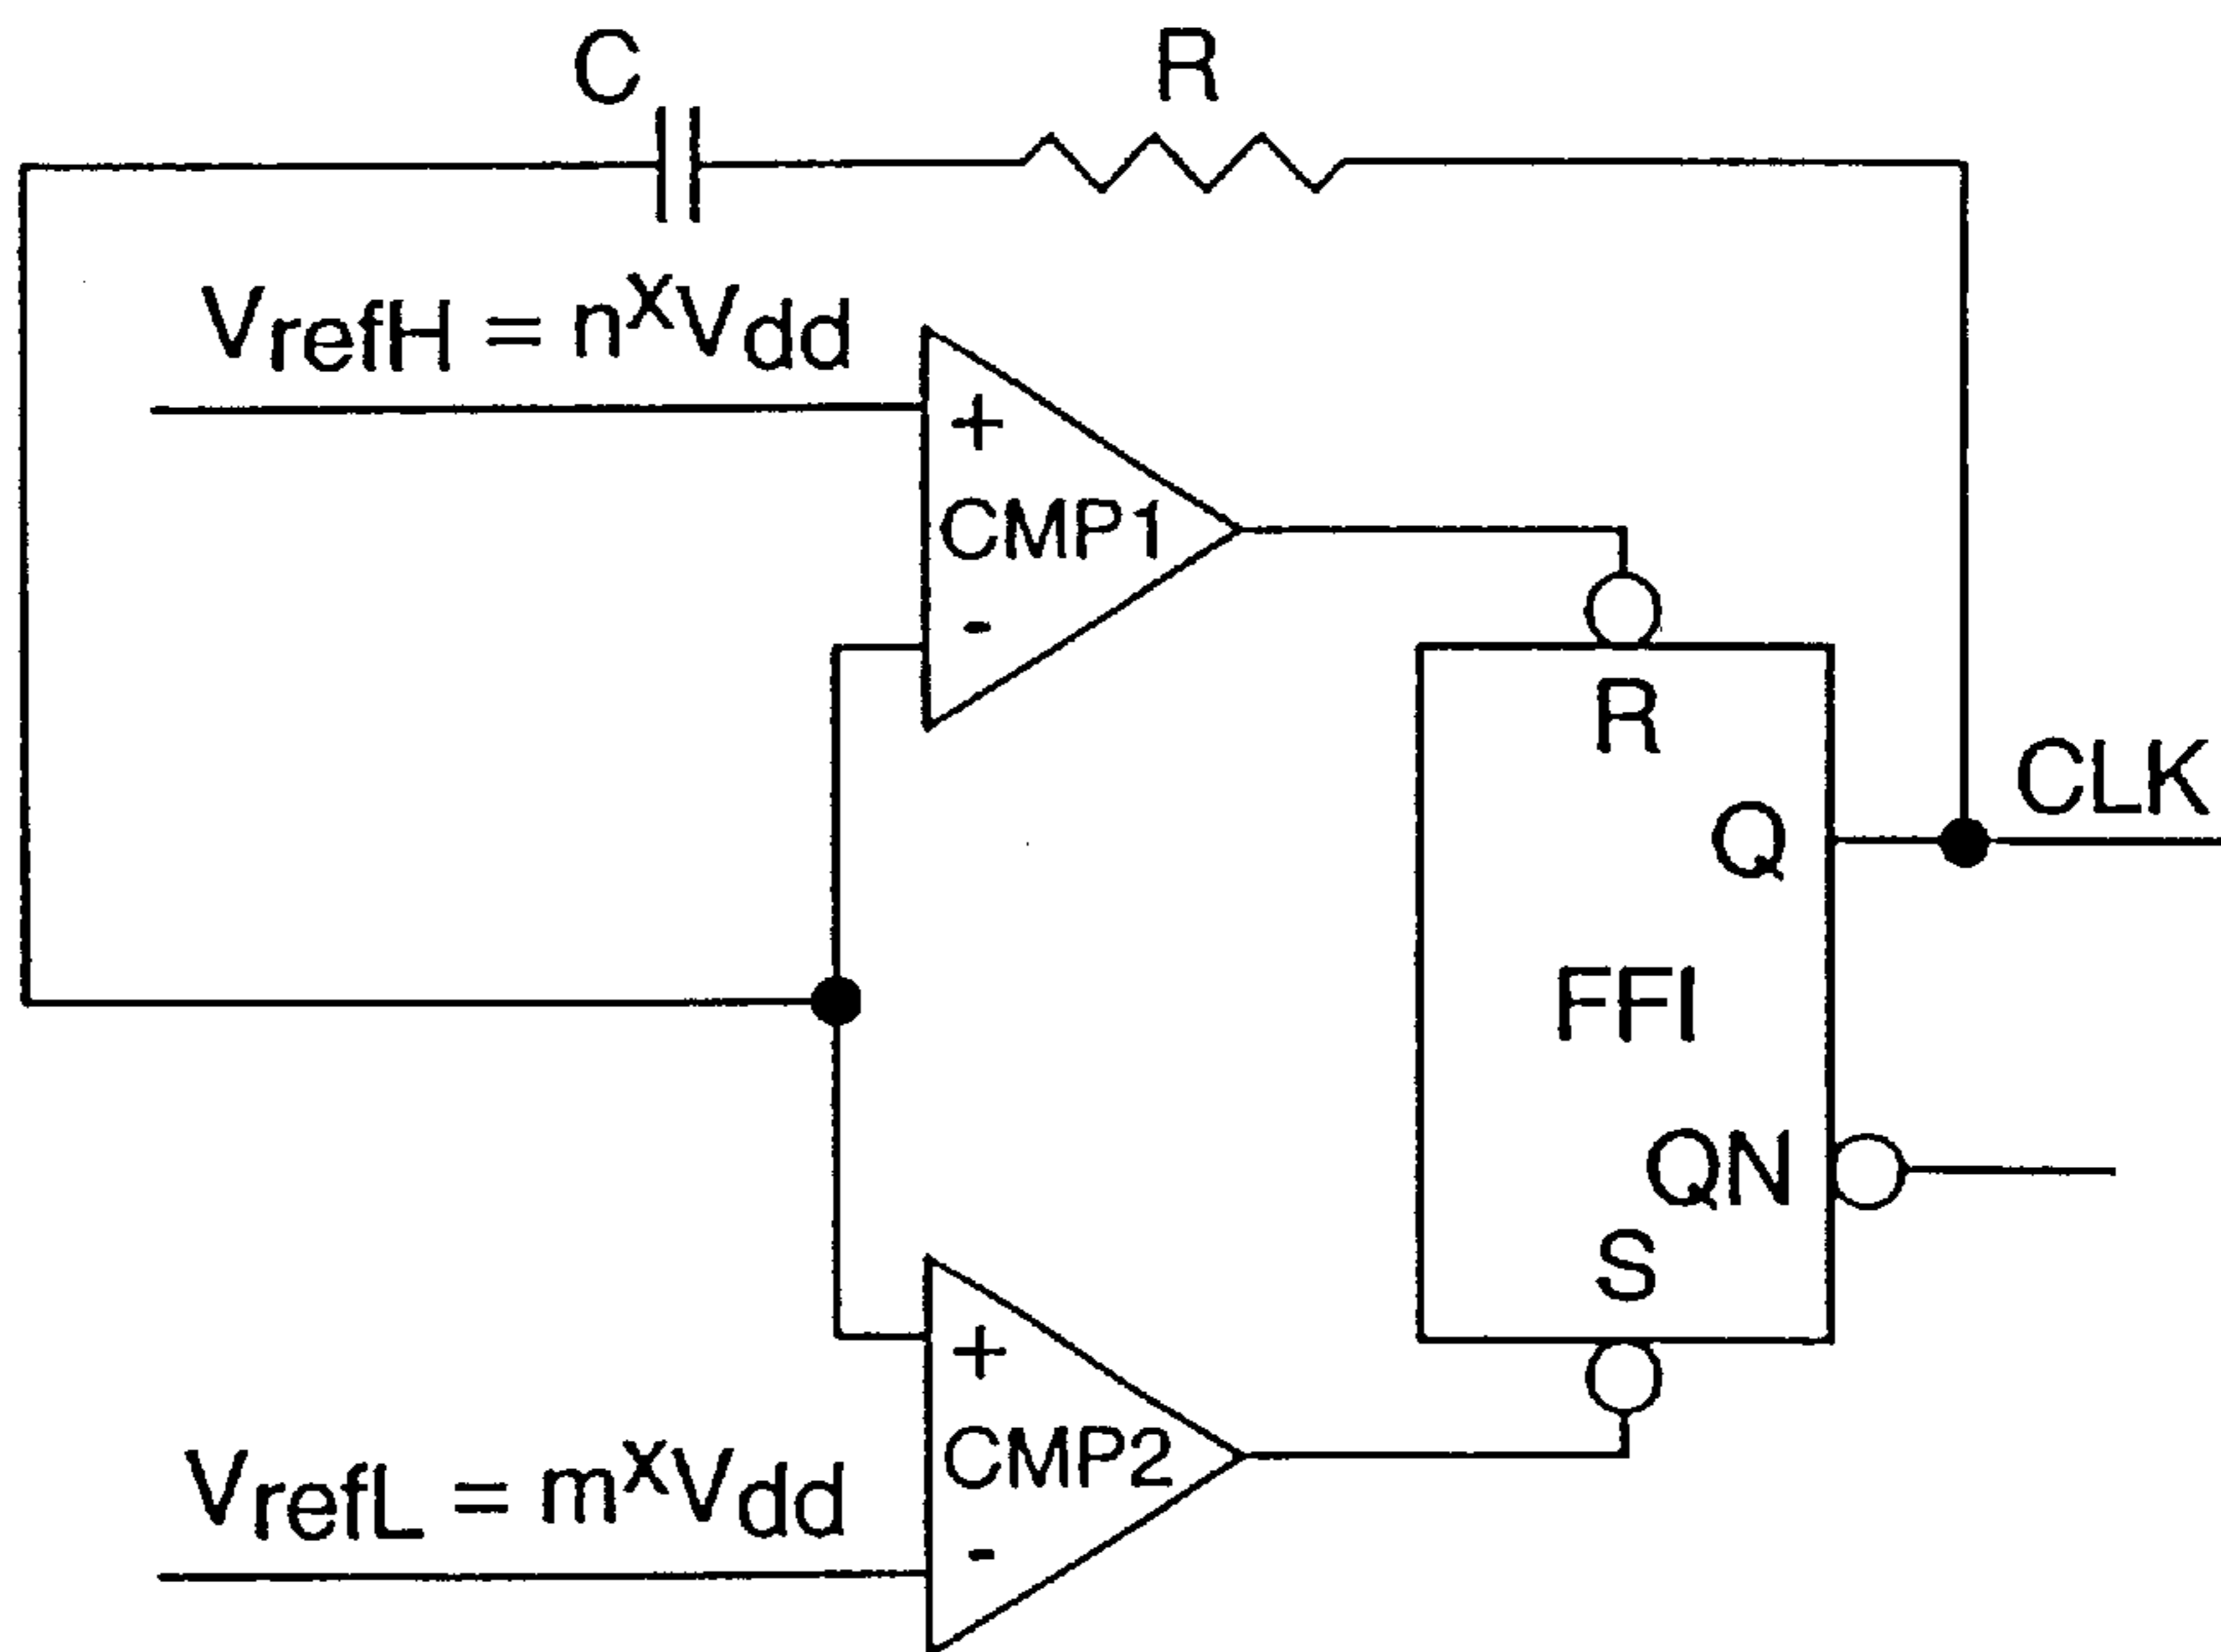 C
R
VrefH = nxVdd
+
CMP1
-
R
Q
CLK
FFI
QN
S
+
CMP2
-
VrefL = mxVdd